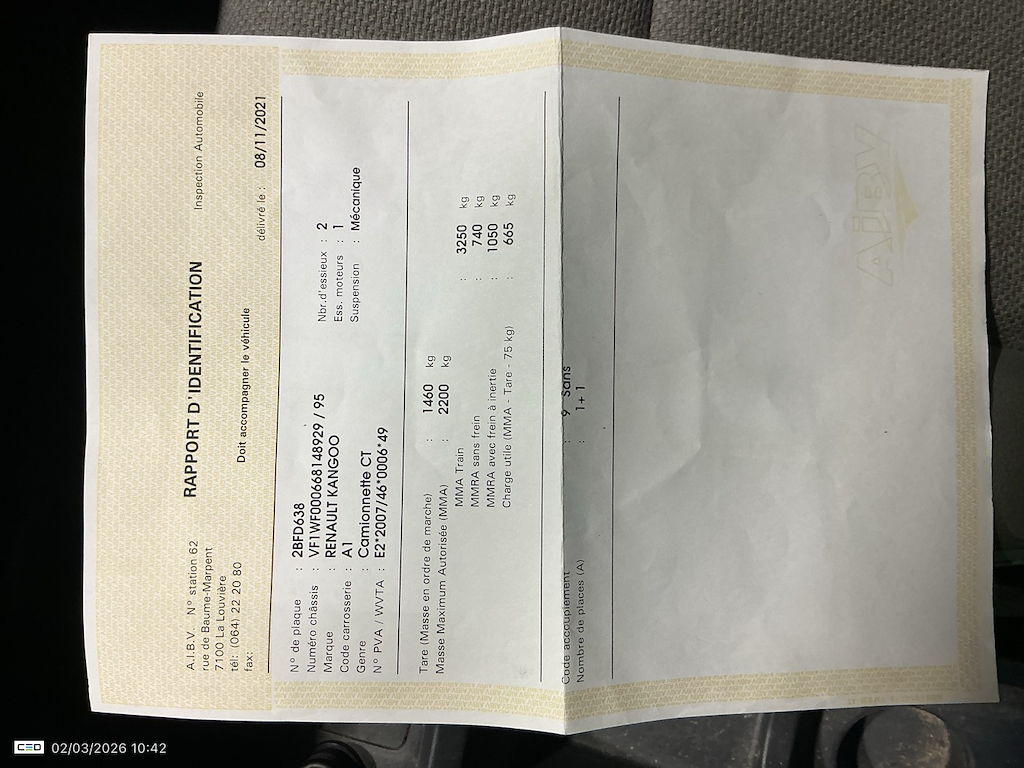 A.I.B.V. N° station 62
rue de Baume-Marpent
7100 La Louvière
tél: (064) 22 20 80
fax:
RAPPORT D'IDENTIFICATION
Inspection Automobile
Doit accompagner le véhicule
délivré le : 08/11/2021
N° de plaque : 2BFD638
Numéro châssis : VF1WF000668148929 / 95
Marque : RENAULT KANGOO
Code carrosserie : A1
Genre : Camionnette CT
N° PVA / WVTA : E2*2007/46*0006*49
Nbr.d'essieux : 2
Ess. moteurs : 1
Suspension : Mécanique
Tare (Masse en ordre de marche) : 1460 kg
Masse Maximum Autorisée (MMA) : 2200 kg
MMA Train : 3250 kg
MMRA sans frein : 740 kg
MMRA avec frein à inertie : 1050 kg
Charge utile (MMA - Tare - 75 kg) : 665 kg
Code accouplement : 9 Sans
Nombre de places (A) : 1+1
AIBV
CEO 02/03/2026 10:42